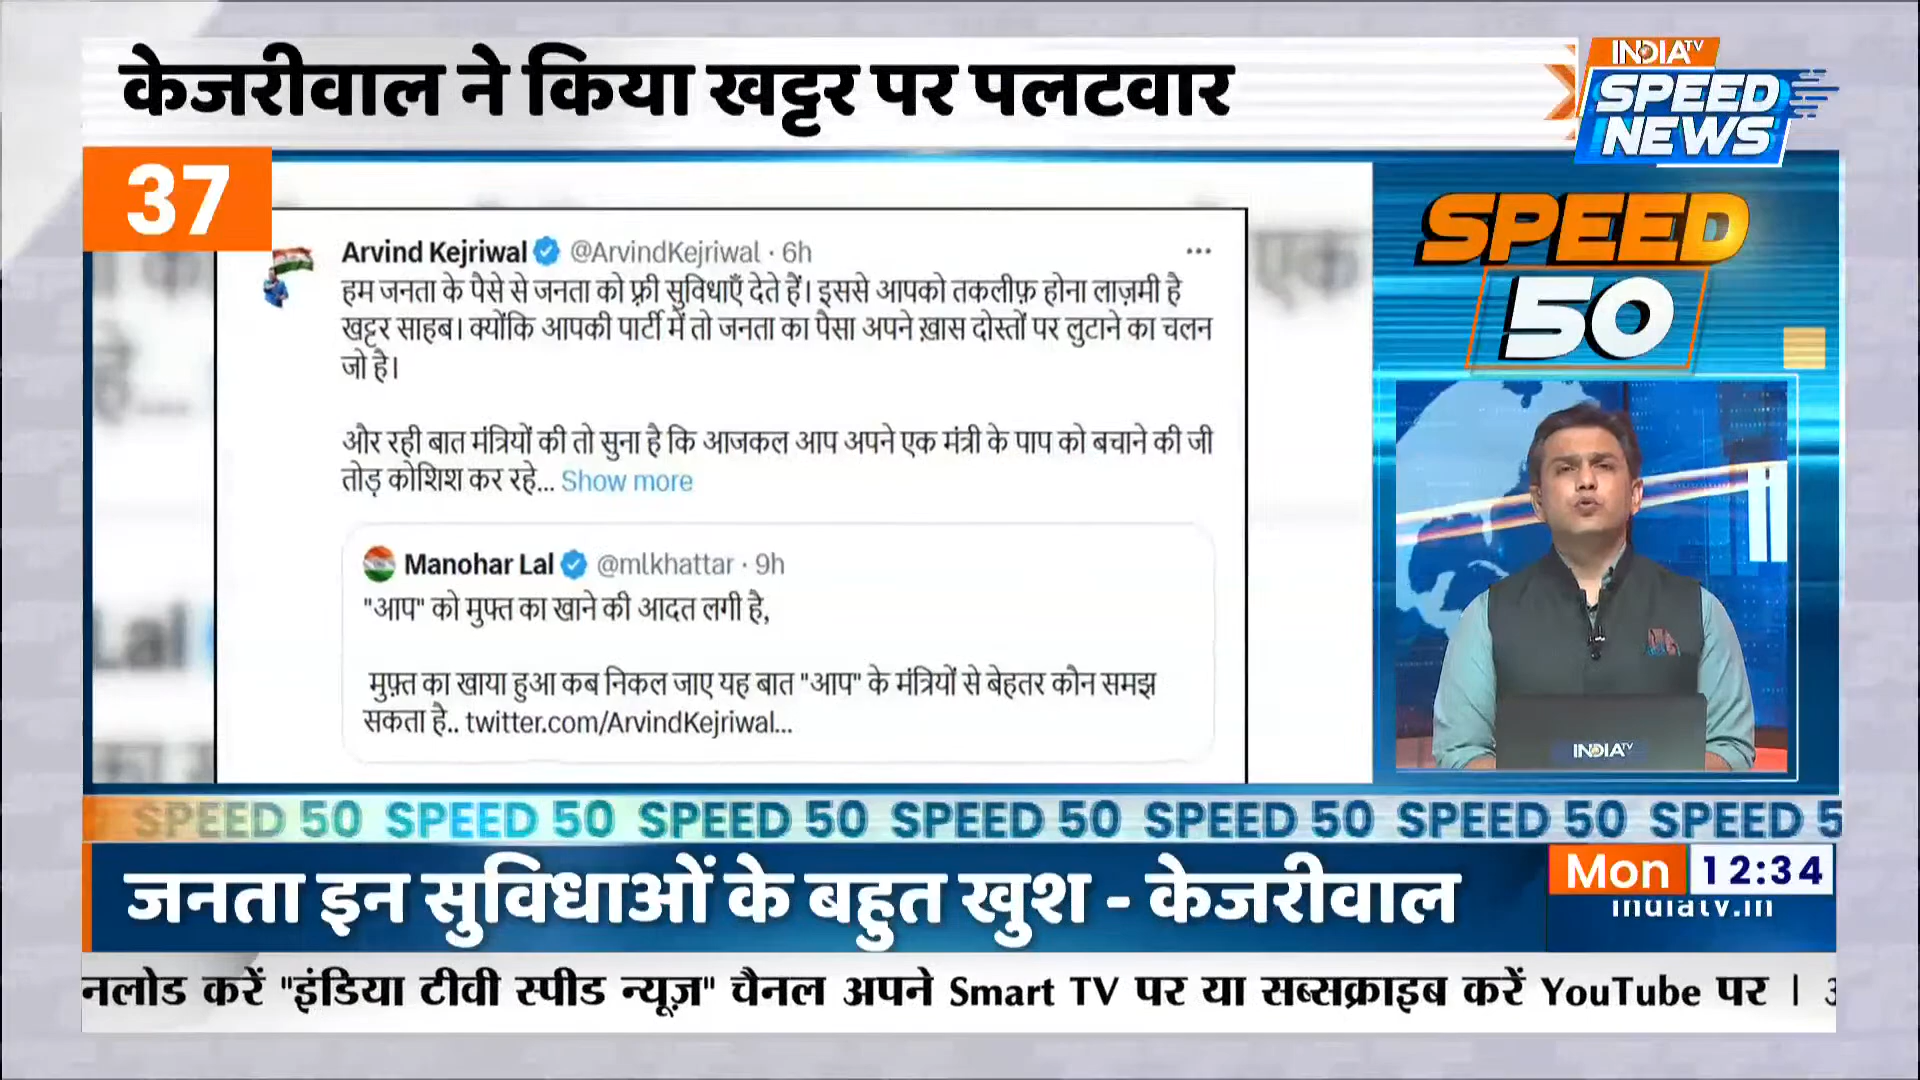 केजरीवाल ने किया खट्टर पर पलटवार
INDIA TV
SPEED
NEWS
37
SPEED
50
Arvind Kejriwal @ArvindKejriwal · 6h
हम जनता के पैसे से जनता को फ़्री सुविधाएँ देते हैं। इससे आपको तकलीफ़ होना लाज़मी है
खट्टर साहब। क्योंकि आपकी पार्टी में तो जनता का पैसा अपने ख़ास दोस्तों पर लुटाने का चलन
जो है।
और रही बात मंत्रियों की तो सुना है कि आजकल आप अपने एक मंत्री के पाप को बचाने की जी
तोड़ कोशिश कर रहे... Show more
Manohar Lal @mlkhattar · 9h
"आप" को मुफ्त का खाने की आदत लगी है,
मुफ़्त का खाया हुआ कब निकल जाए यह बात "आप" के मंत्रियों से बेहतर कौन समझ
सकता है.. twitter.com/ArvindKejriwal...
एक
INDIA TV
SPEED 50 SPEED 50 SPEED 50 SPEED 50 SPEED 50 SPEED 50 SPEED 5
जनता इन सुविधाओं के बहुत खुश - केजरीवाल
Mon 12:34
indiatv.in
नलोड करें "इंडिया टीवी स्पीड न्यूज़" चैनल अपने Smart TV पर या सब्सक्राइब करें YouTube पर |